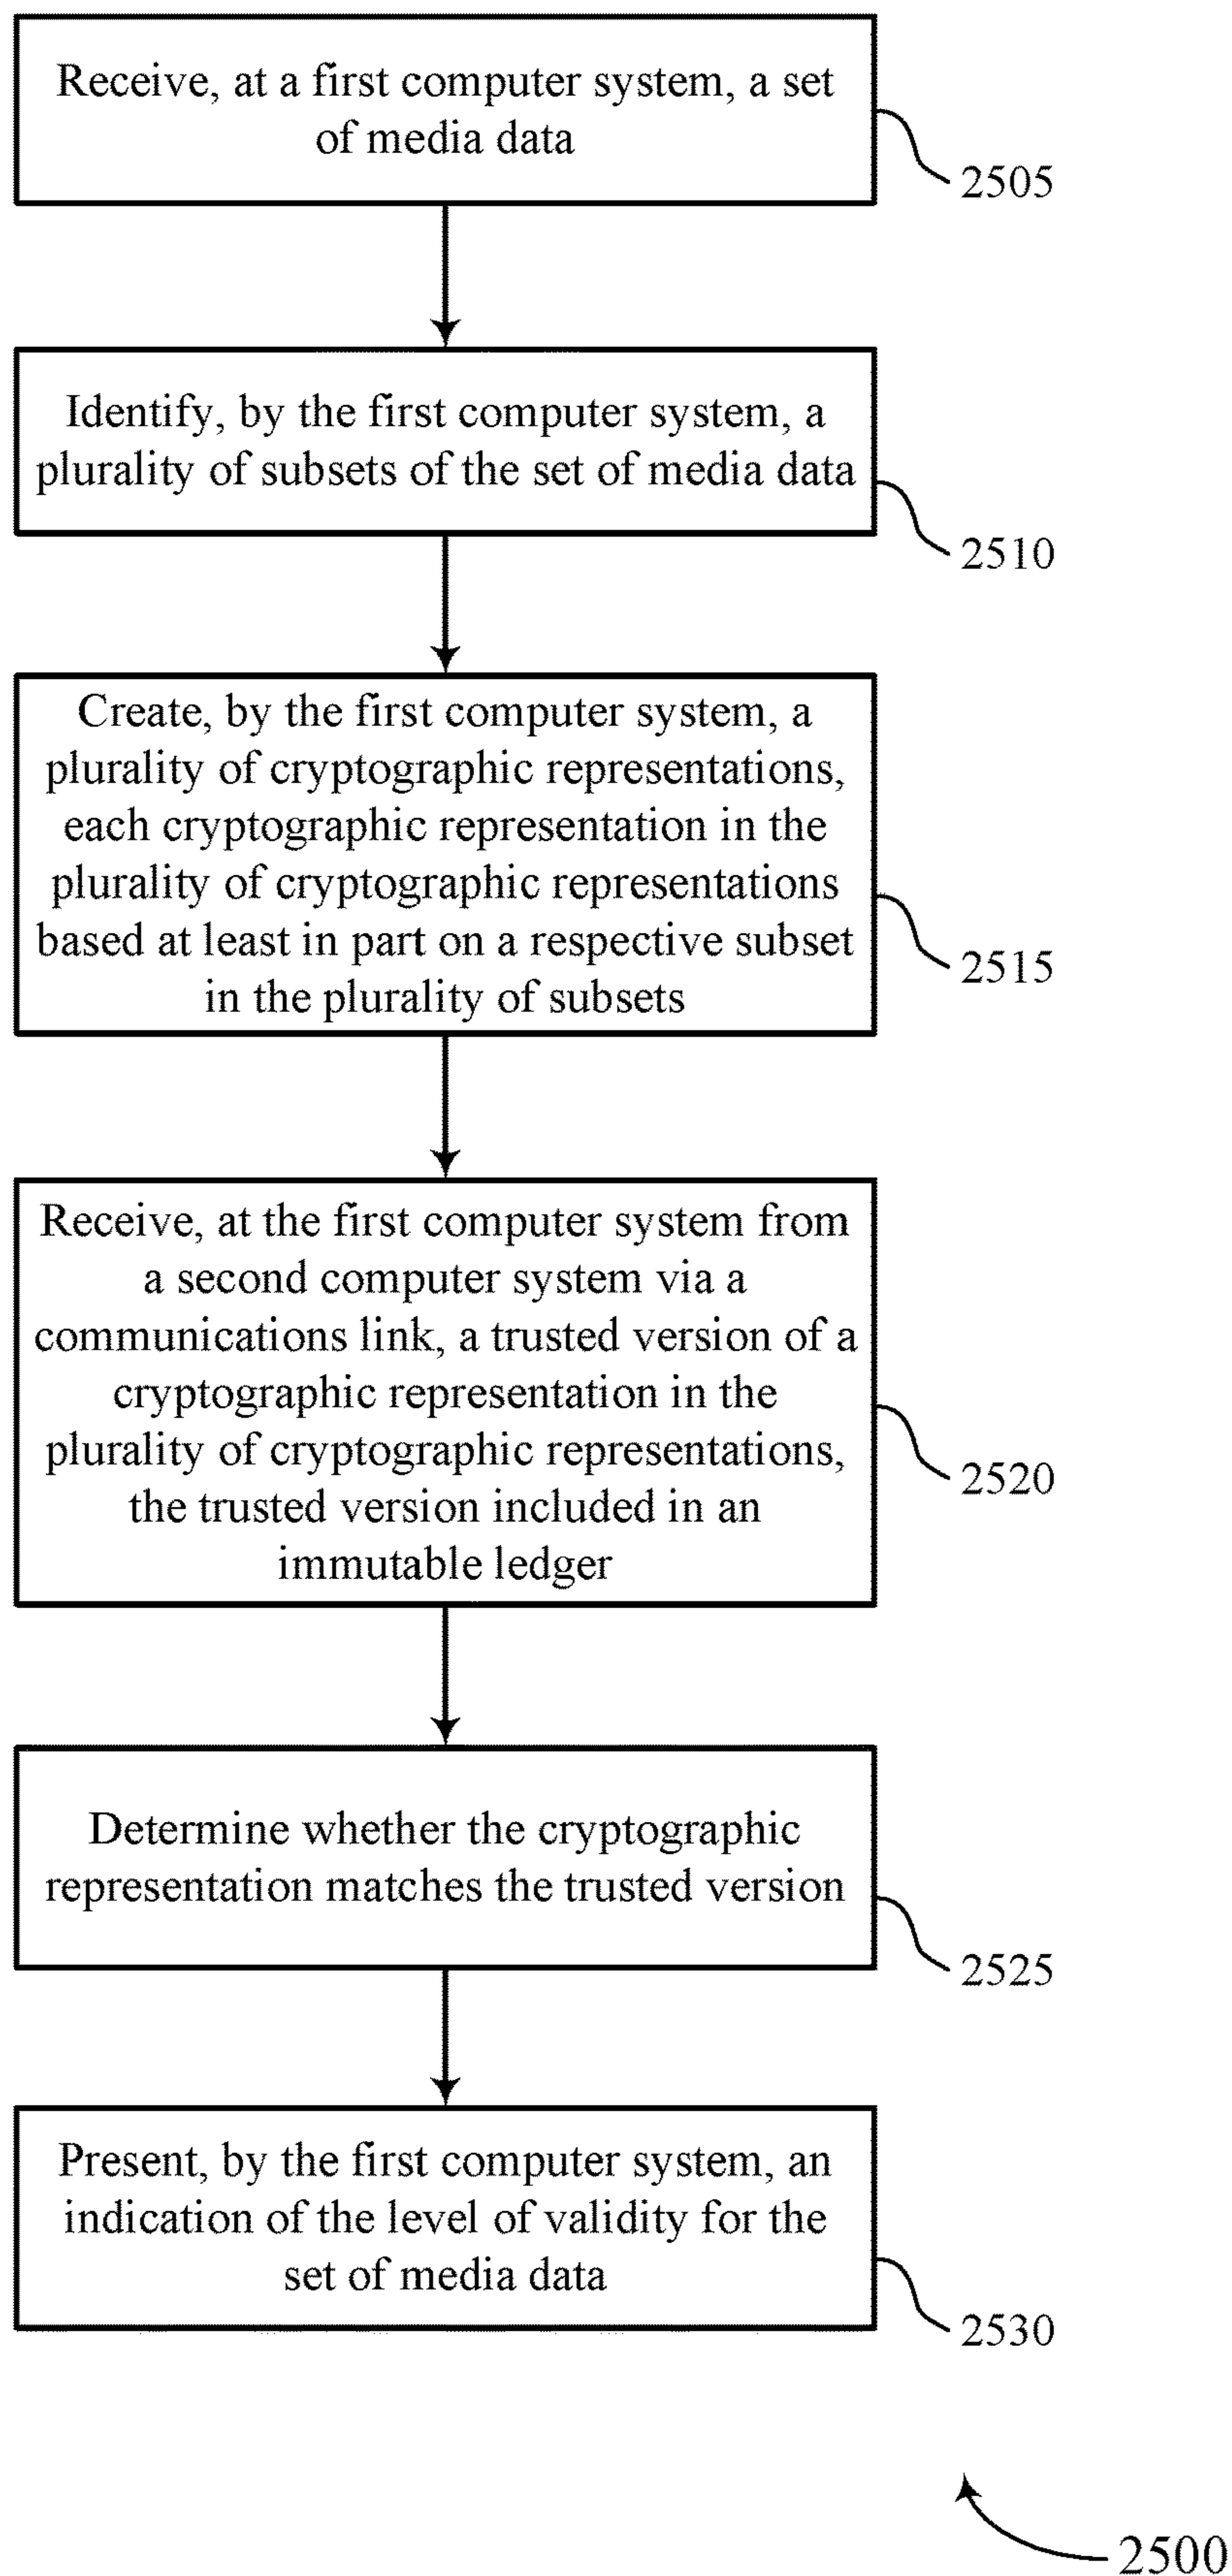 Receive, at a first computer system, a set
of media data
2505
Identify, by the first computer system, a
plurality of subsets of the set of media data
2510
Create, by the first computer system, a
plurality of cryptographic representations,
each cryptographic representation in the
plurality of cryptographic representations
based at least in part on a respective subset
in the plurality of subsets
2515
Receive, at the first computer system from
a second computer system via a
communications link, a trusted version of a
cryptographic representation in the
plurality of cryptographic representations,
the trusted version included in an
immutable ledger
2520
Determine whether the cryptographic
representation matches the trusted version
2525
Present, by the first computer system, an
indication of the level of validity for the
set of media data
2530
2500